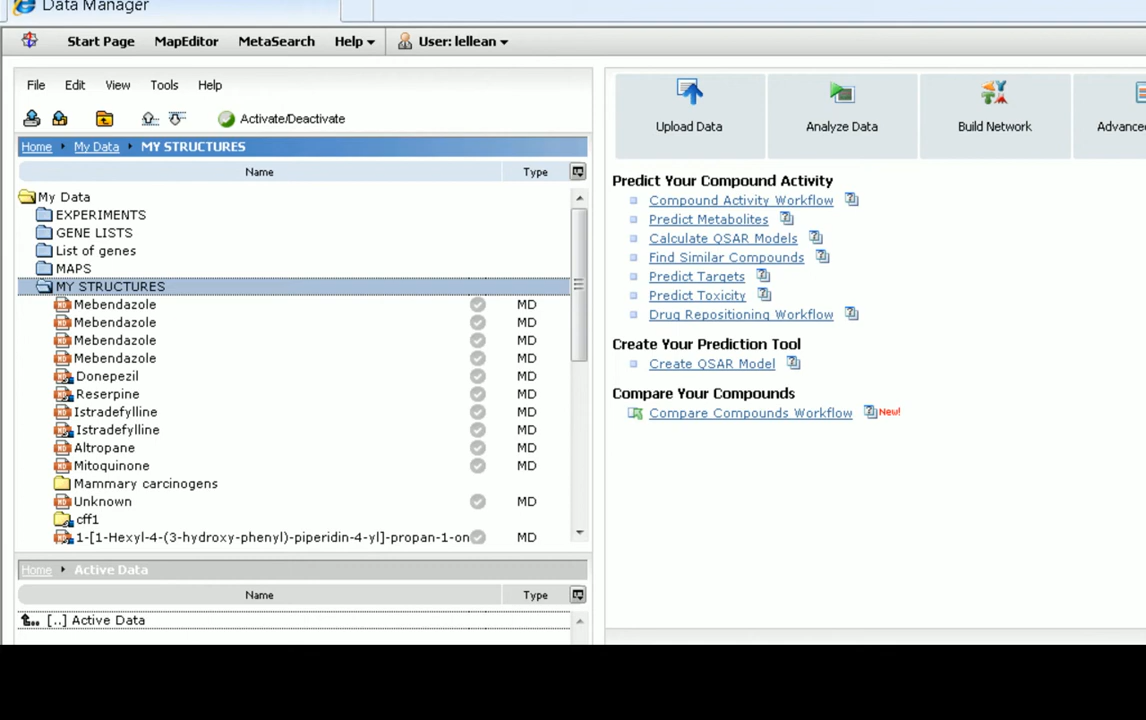 Data Manager
Start Page MapEditor MetaSearch Help User: lellean
File Edit View Tools Help
Activate/Deactivate
Home My Data MY STRUCTURES
Name Type
My Data
EXPERIMENTS
GENE LISTS
List of genes
MAPS
MY STRUCTURES
Mebendazole MD
Mebendazole MD
Mebendazole MD
Mebendazole MD
Donepezil MD
Reserpine MD
Istradefylline MD
Istradefylline MD
Altropane MD
Mitoquinone MD
Mammary carcinogens
Unknown MD
cff1
1-[1-Hexyl-4-(3-hydroxy-phenyl)-piperidin-4-yl]-propan-1-on MD
Home Active Data
Name Type
[..] Active Data
Upload Data Analyze Data Build Network Advance
Predict Your Compound Activity
Compound Activity Workflow
Predict Metabolites
Calculate QSAR Models
Find Similar Compounds
Predict Targets
Predict Toxicity
Drug Repositioning Workflow
Create Your Prediction Tool
Create QSAR Model
Compare Your Compounds
Compare Compounds Workflow New!